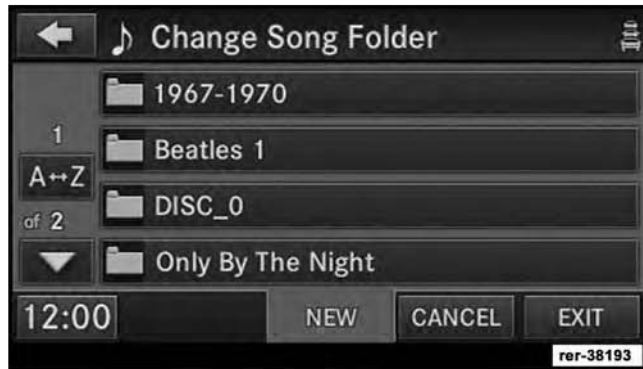 Change Song Folder
1967-1970
1
Beatles 1
A↔Z
DISC_0
of 2
Only By The Night
12:00 NEW CANCEL EXIT
rer-38193